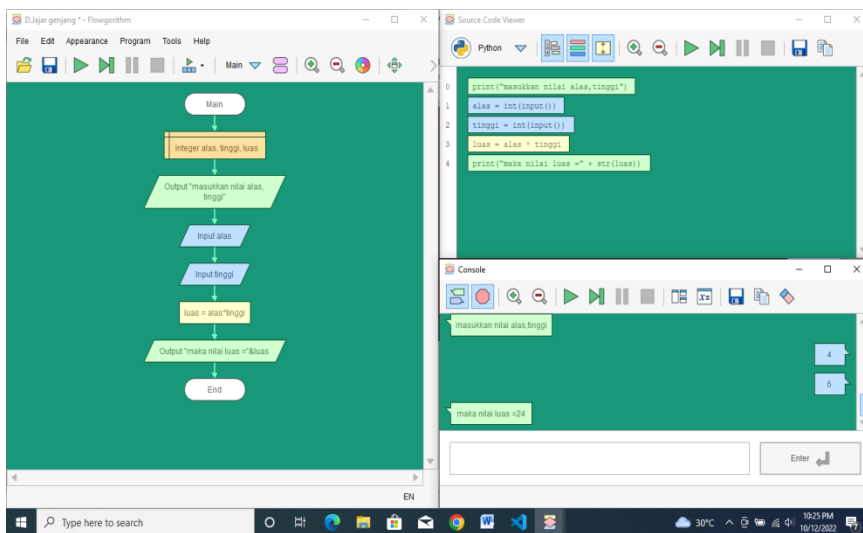 D.Jajar genjang * - Flowgorithm
File Edit Appearance Program Tools Help
Main
Main
Integer alas, tinggi, luas
Output "masukkan nilai alas,
tinggi"
Input alas
Input tinggi
luas = alas*tinggi
Output "maka nilai luas ="&luas
End
EN
Source Code Viewer
Python
0 print("masukkan nilai alas,tinggi")
1 alas = int(input())
2 tinggi = int(input())
3 luas = alas * tinggi
4 print("maka nilai luas =" + str(luas))
Console
masukkan nilai alas,tinggi
4
6
maka nilai luas =24
Enter
Type here to search
30°C
10:25 PM
10/12/2022